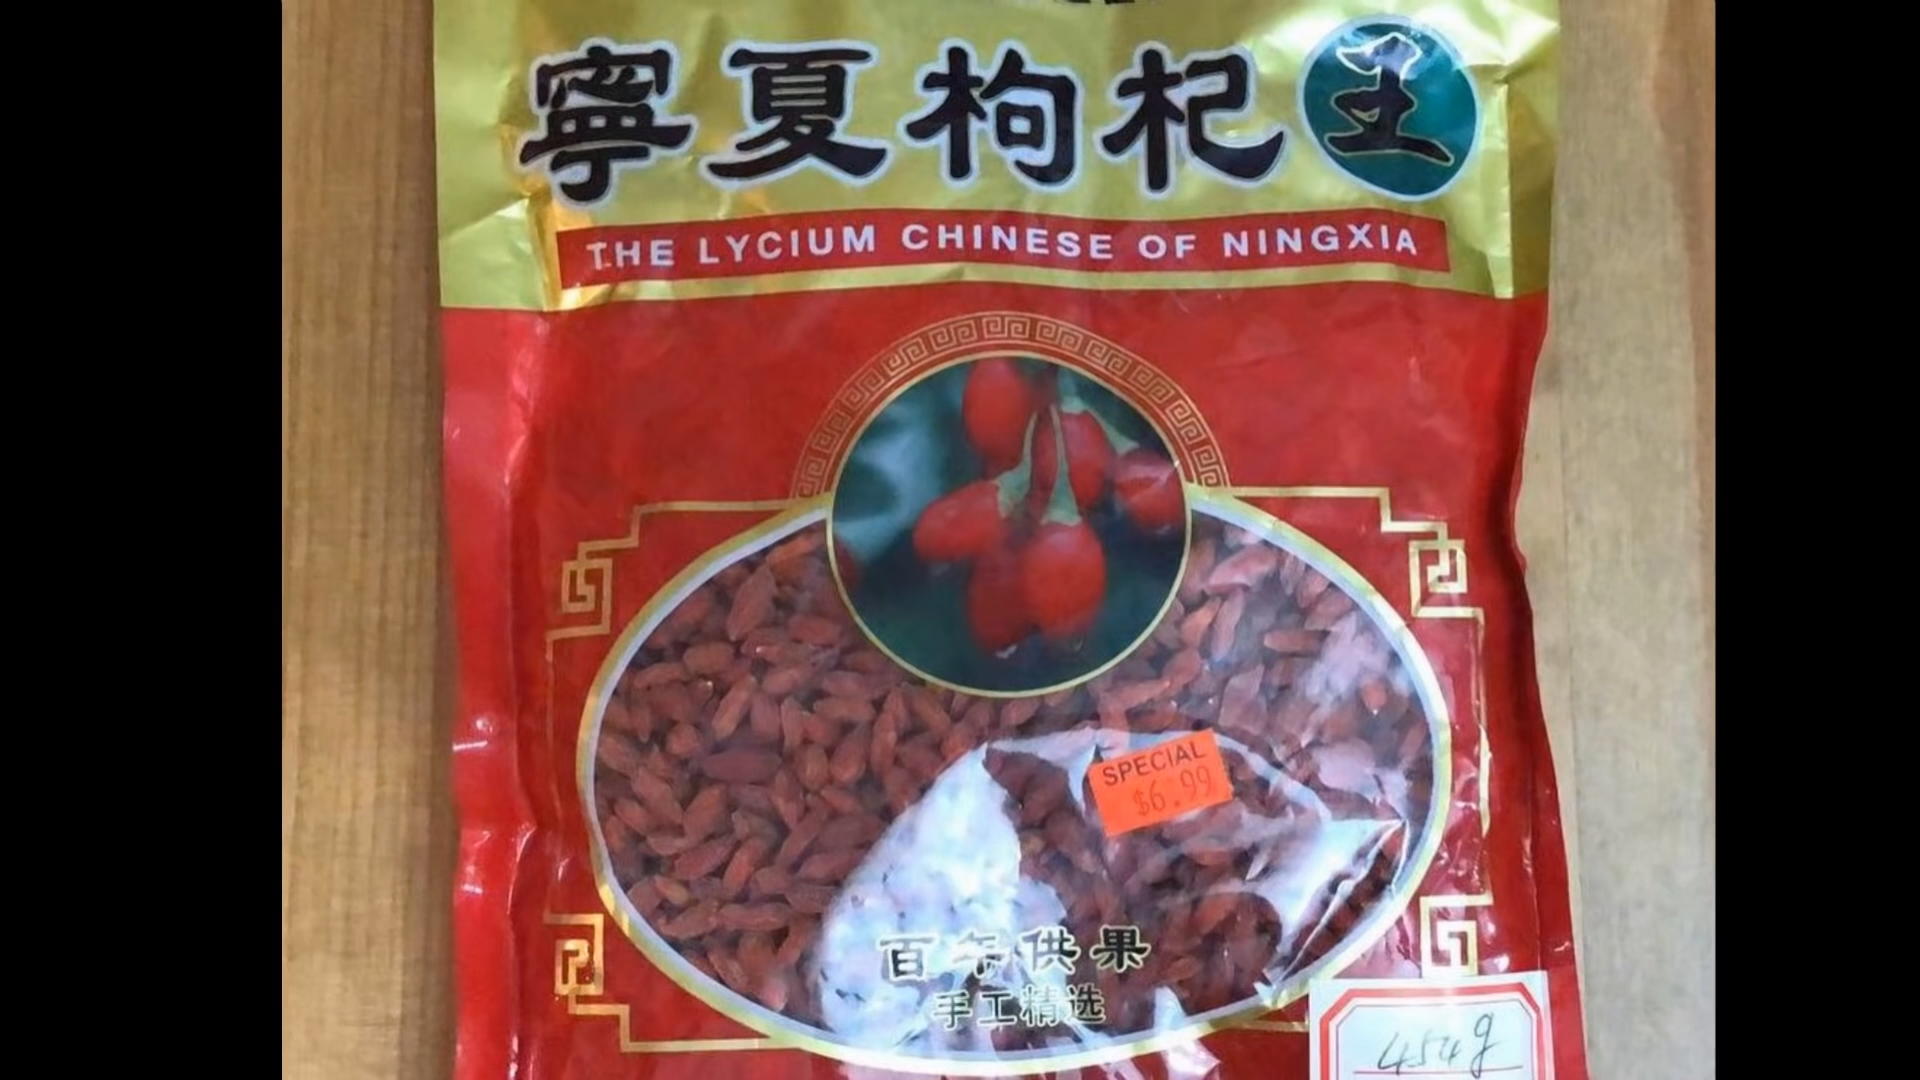 寧夏枸杞王
THE LYCIUM CHINESE OF NINGXIA
SPECIAL
$6.99
百年供果
手工精选
454g